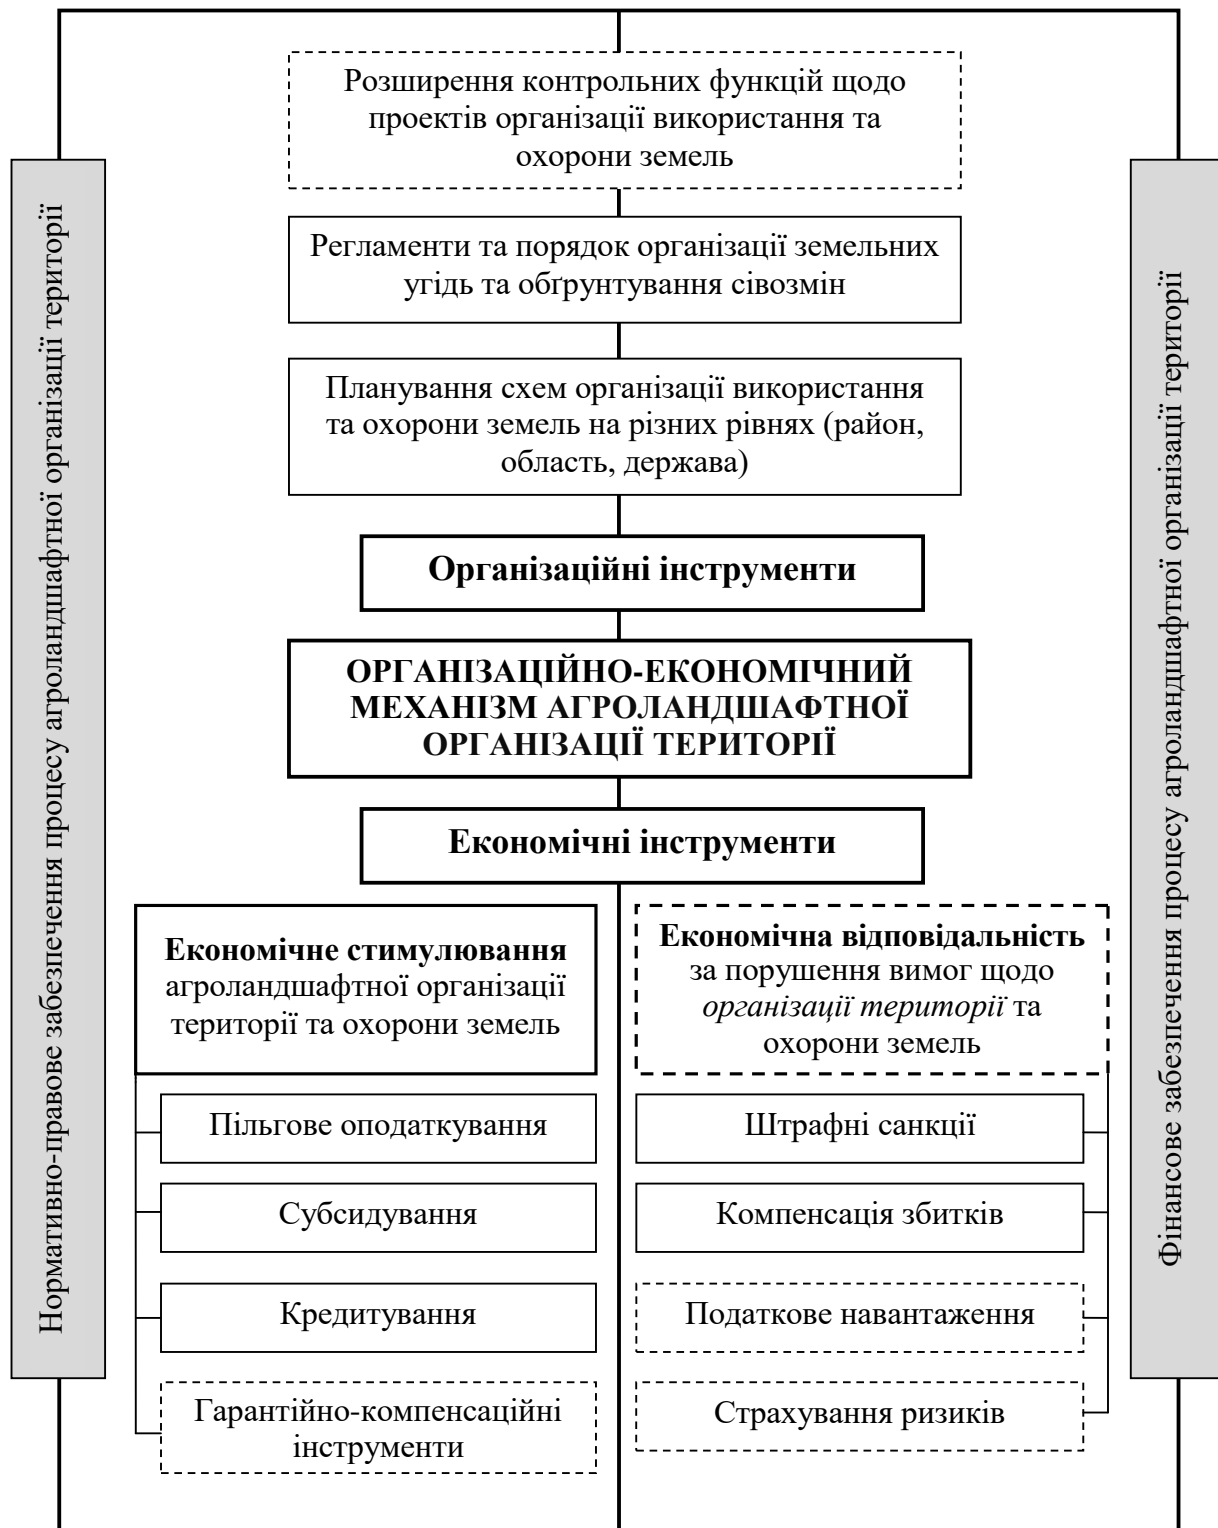 Розширення контрольних функцій щодо
проектів організації використання та
охорони земель
Регламенти та порядок організації земельних
угідь та обґрунтування сівозмін
Планування схем організації використання
та охорони земель на різних рівнях (район,
область, держава)
Організаційні інструменти
ОРГАНІЗАЦІЙНО-ЕКОНОМІЧНИЙ
МЕХАНІЗМ АГРОЛАНДШАФТНОЇ
ОРГАНІЗАЦІЇ ТЕРИТОРІЇ
Економічні інструменти
Економічне стимулювання
агроландшафтної організації
території та охорони земель
Пільгове оподаткування
Субсидування
Кредитування
Гарантійно-компенсаційні
інструменти
Економічна відповідальність
за порушення вимог щодо
організації території та
охорони земель
Штрафні санкції
Компенсація збитків
Податкове навантаження
Страхування ризиків
Нормативно-правове забезпечення процесу агроландшафтної організації території
Фінансове забезпечення процесу агроландшафтної організації території